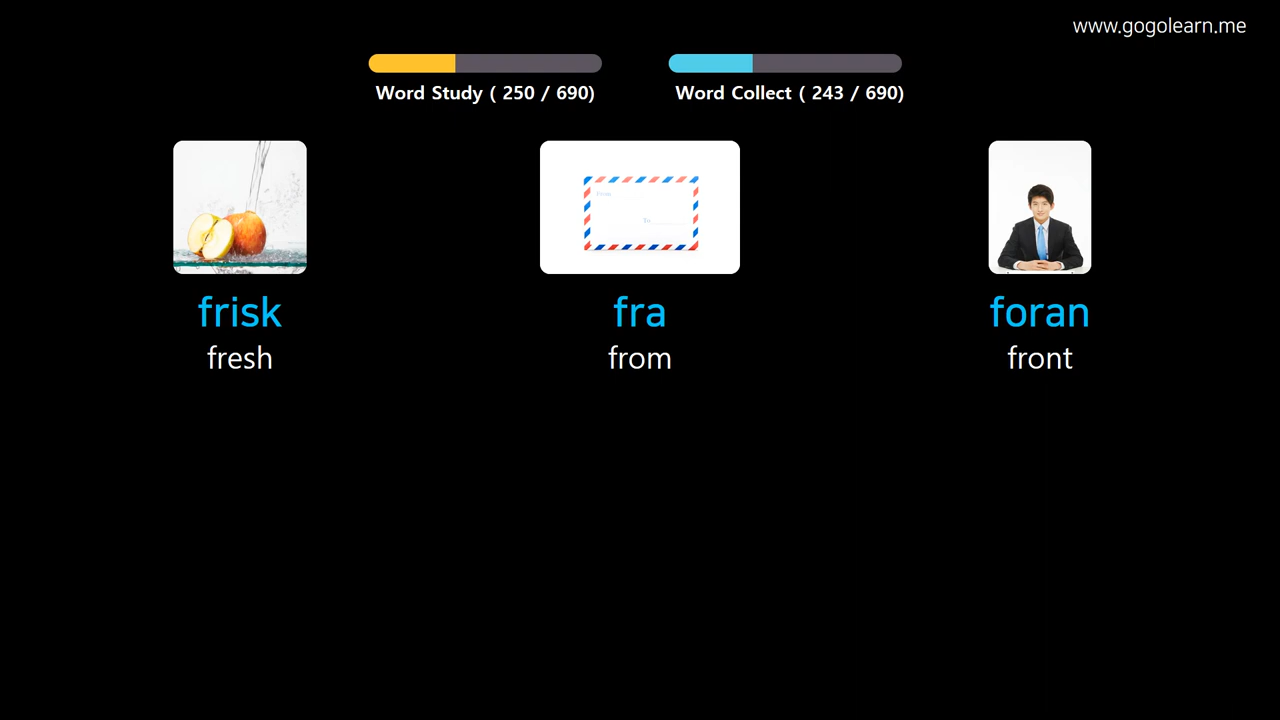 www.gogolearn.me
Word Study ( 250 / 690)
Word Collect ( 243 / 690)
frisk
fra
foran
fresh
from
front